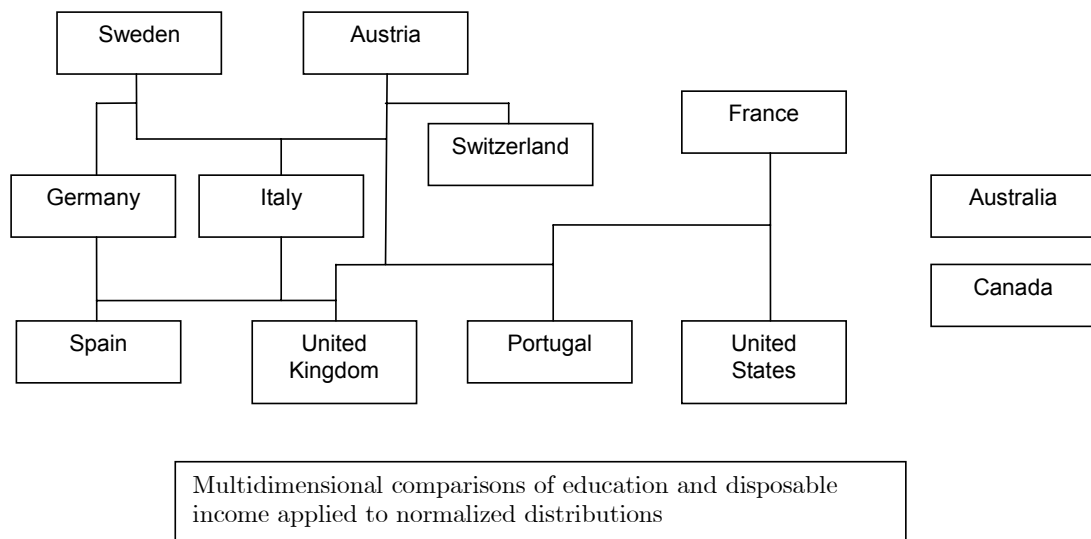 Sweden
Austria
France
Switzerland
Germany
Italy
Australia
Canada
Spain
United
Kingdom
Portugal
United
States
Multidimensional comparisons of education and disposable
income applied to normalized distributions